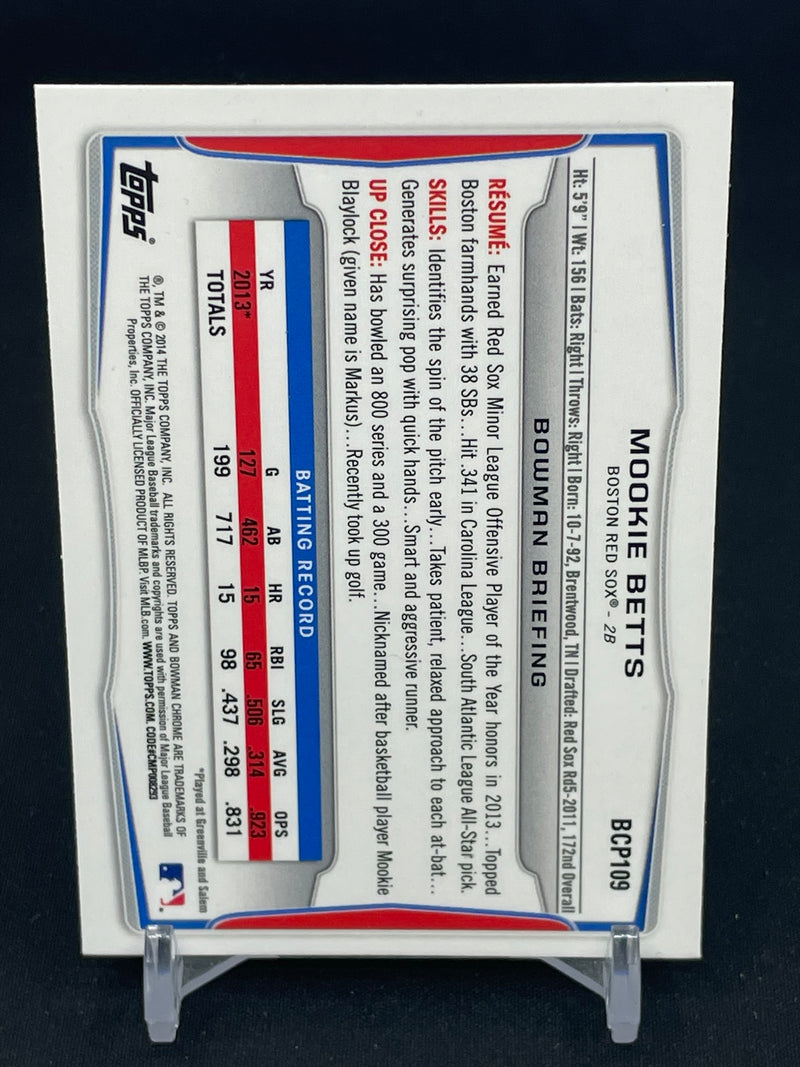 BCP109
MOOKIE BETTS
BOSTON RED SOX® - 2B
Ht: 5'9" | Wt: 156 | Bats: Right | Throws: Right | Born: 10-7-92, Brentwood, TN | Drafted: Red Sox Rd5-2011, 172nd Overall
BOWMAN BRIEFING
RÉSUMÉ: Earned Red Sox Minor League Offensive Player of the Year honors in 2013...Topped
Boston farmhands with 38 SBs...Hit .341 in Carolina League...South Atlantic League All-Star pick.
SKILLS: Identifies the spin of the pitch early...Takes patient, relaxed approach to each at-bat...
Generates surprising pop with quick hands...Smart and aggressive runner.
UP CLOSE: Has bowled an 800 series and a 300 game...Nicknamed after basketball player Mookie
Blaylock (given name is Markus)...Recently took up golf.
BATTING RECORD
YR G AB HR RBI SLG AVG OPS
2013* 127 462 15 65 .506 .314 .923
TOTALS 199 717 15 98 .437 .298 .831
*Played at Greenville and Salem
topps®
®, TM & © 2014 THE TOPPS COMPANY, INC. ALL RIGHTS RESERVED. TOPPS AND BOWMAN CHROME ARE TRADEMARKS OF
THE TOPPS COMPANY, INC. Major League Baseball trademarks and copyrights are used with permission of Major League Baseball
Properties, Inc. OFFICIALLY LICENSED PRODUCT OF MLBP. Visit MLB.com. WWW.TOPPS.COM. CODE#CMP008293